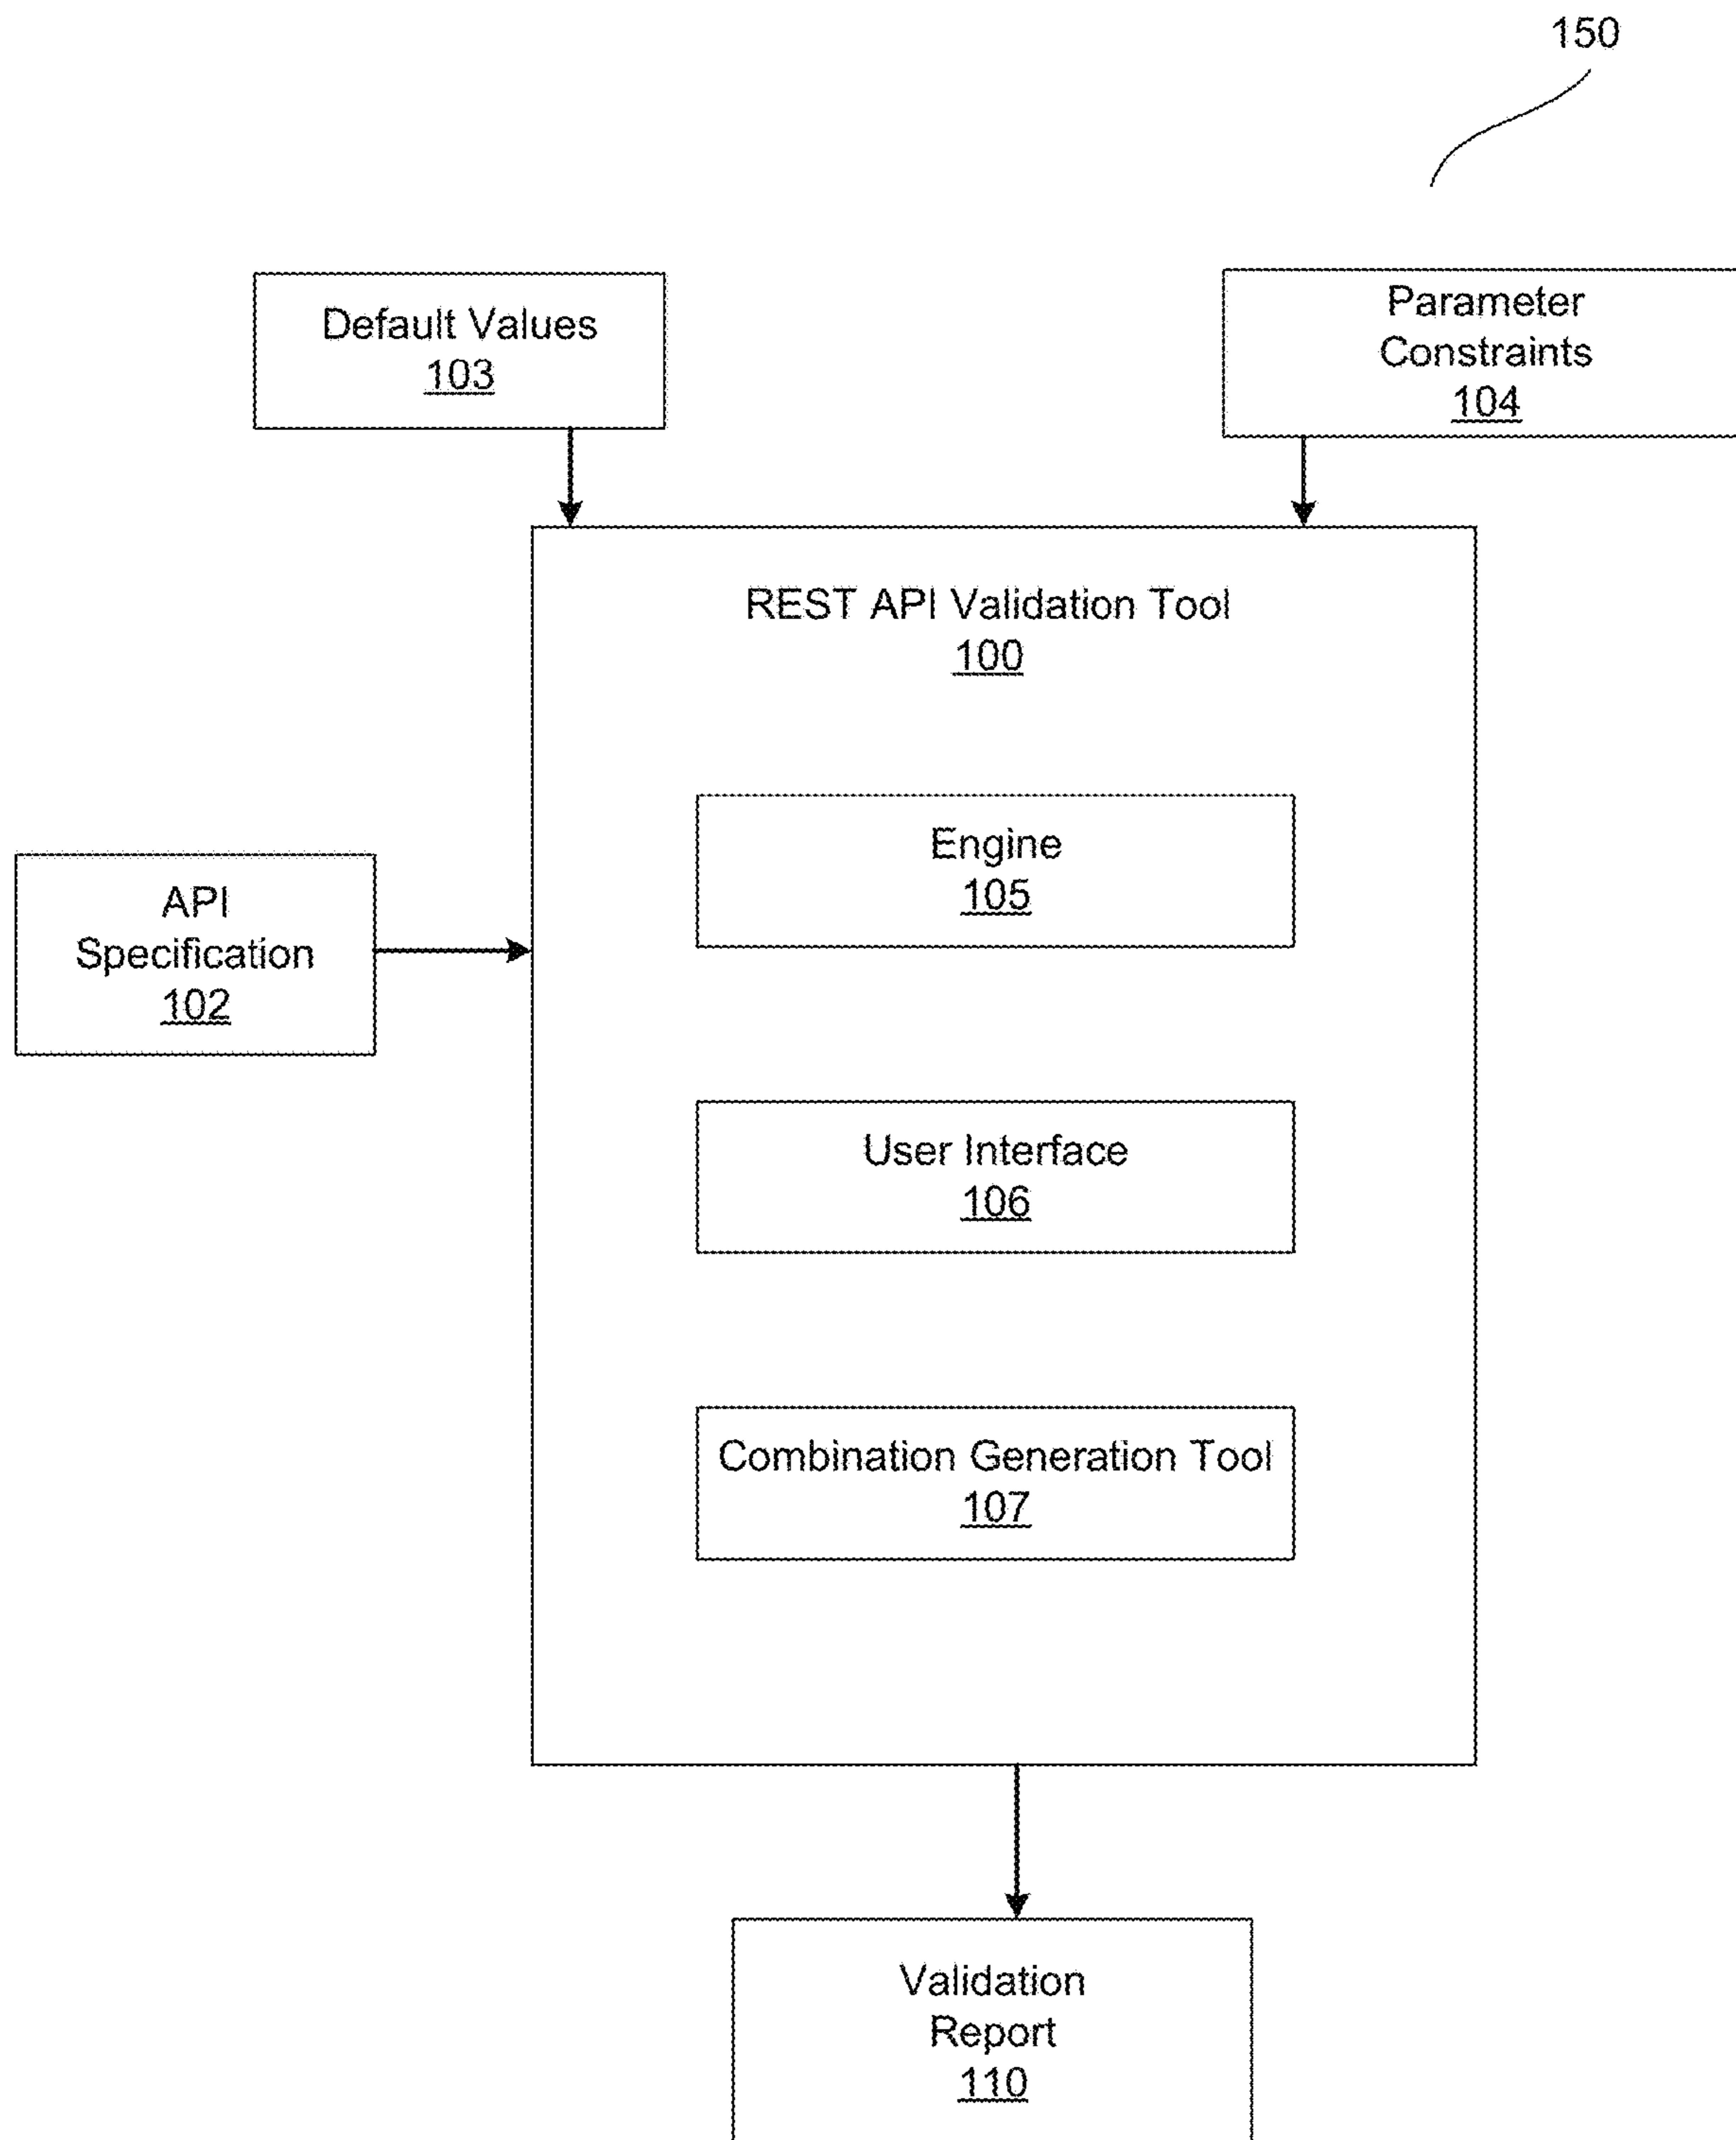 150
Default Values
103
Parameter
Constraints
104
REST API Validation Tool
100
Engine
105
API
Specification
102
User Interface
106
Combination Generation Tool
107
Validation
Report
110